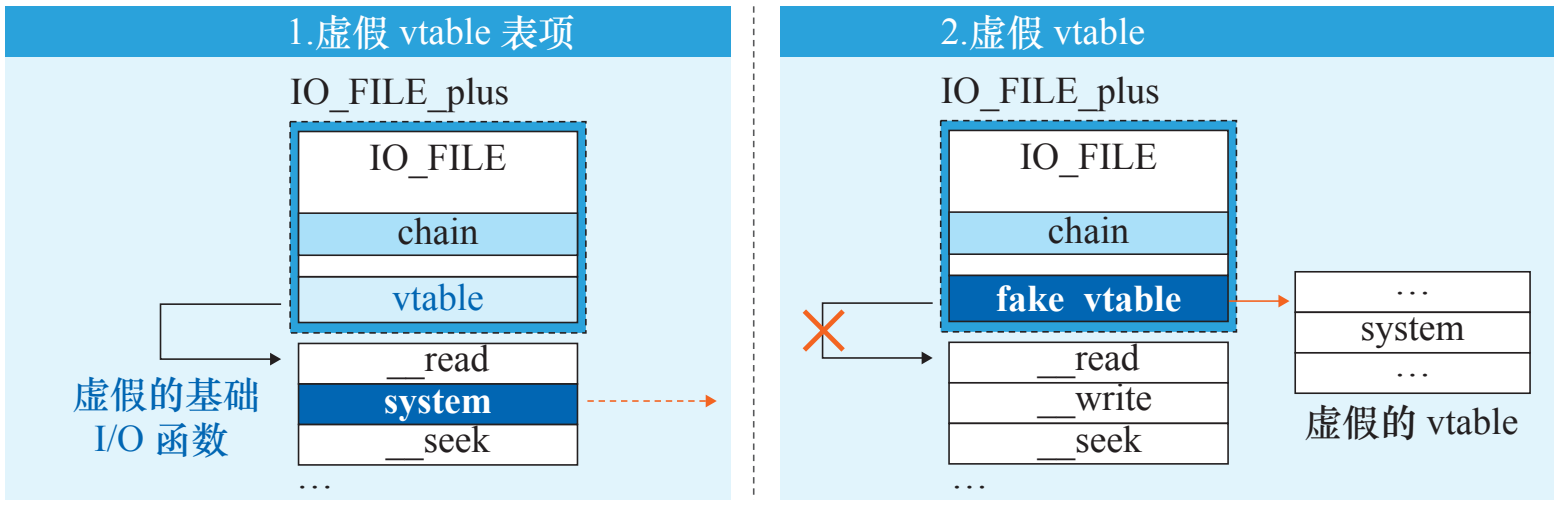 1.虚假 vtable 表项
IO_FILE_plus
IO_FILE
chain
vtable
__read
system
__seek
…
虚假的基础
I/O 函数
2.虚假 vtable
IO_FILE_plus
IO_FILE
chain
fake vtable
__read
__write
__seek
…
…
system
…
虚假的 vtable